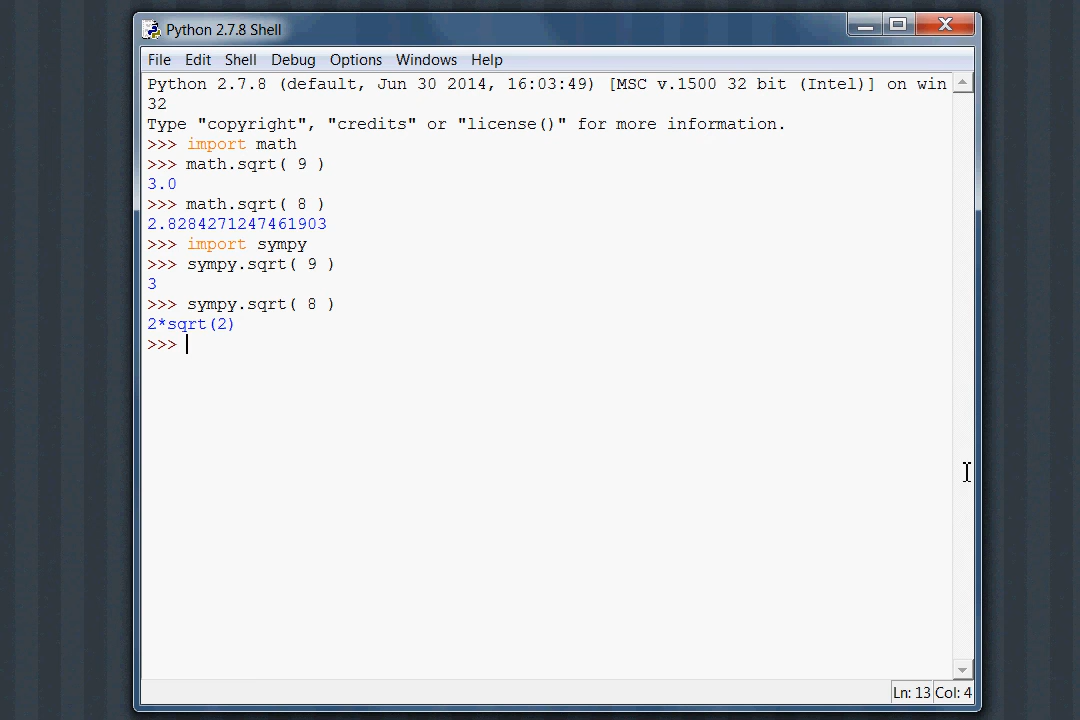 Python 2.7.8 Shell
File Edit Shell Debug Options Windows Help
Python 2.7.8 (default, Jun 30 2014, 16:03:49) [MSC v.1500 32 bit (Intel)] on win
32
Type "copyright", "credits" or "license()" for more information.
>>> import math
>>> math.sqrt( 9 )
3.0
>>> math.sqrt( 8 )
2.8284271247461903
>>> import sympy
>>> sympy.sqrt( 9 )
3
>>> sympy.sqrt( 8 )
2*sqrt(2)
>>>
Ln: 13 Col: 4